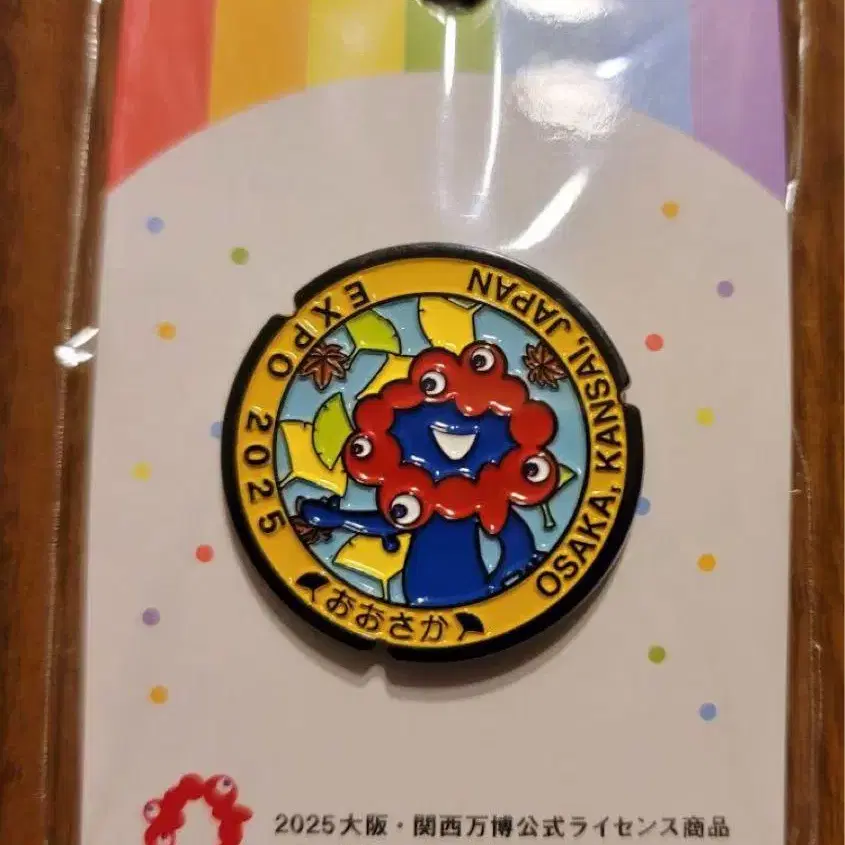 EXPO 2025
OSAKA, KANSAI, JAPAN
おおさか
2025大阪・関西万博公式ライセンス商品